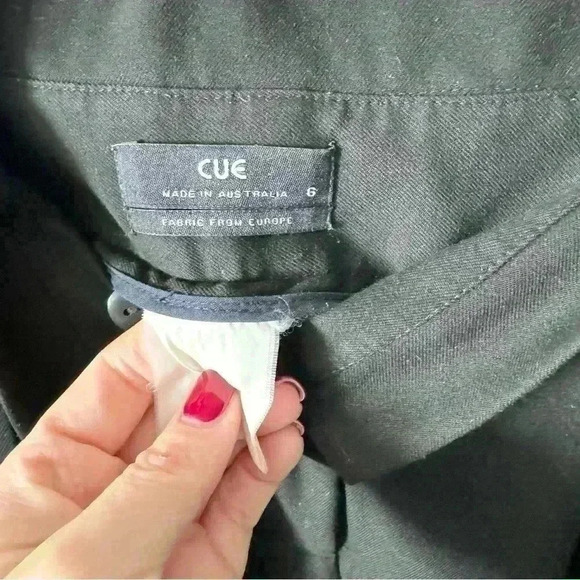 CUE
MADE IN AUSTRALIA 6
FABRIC FROM EUROPE